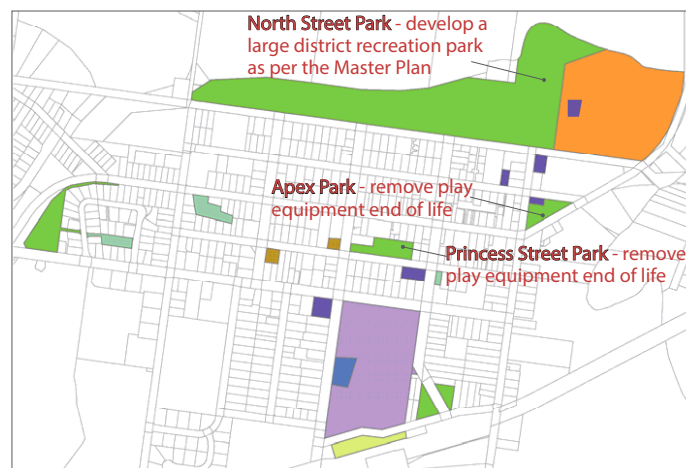 North Street Park - develop a
large district recreation park
as per the Master Plan
Apex Park - remove play
equipment end of life
Princess Street Park - remove
play equipment end of life